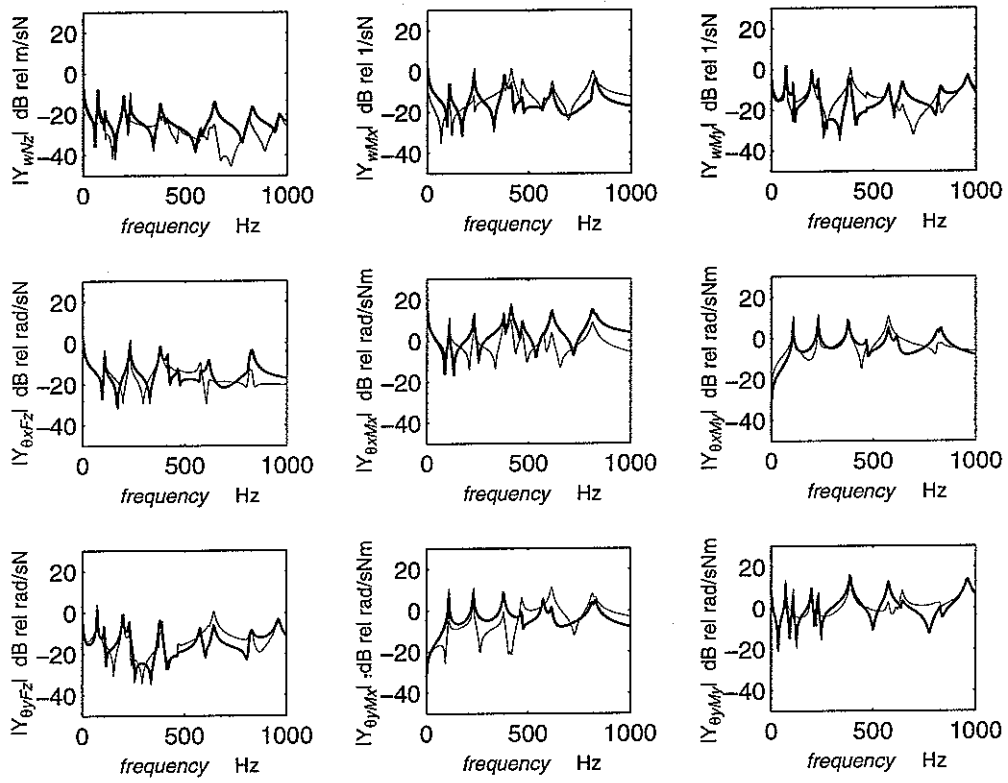 |Y_wNz| dB rel m/sN
20
0
−20
−40
0 500 1000
frequency Hz
|Y_wMx| dB rel 1/sN
20
0
−20
−40
0 500 1000
frequency Hz
|Y_wMy| dB rel 1/sN
20
0
−20
−40
0 500 1000
frequency Hz
|Y_θxFz| dB rel rad/sN
20
0
−20
−40
0 500 1000
frequency Hz
|Y_θxMx| dB rel rad/sNm
20
0
−20
−40
0 500 1000
frequency Hz
|Y_θxMy| dB rel rad/sNm
20
0
−20
−40
0 500 1000
frequency Hz
|Y_θyFz| dB rel rad/sN
20
0
−20
−40
0 500 1000
frequency Hz
|Y_θyMx| dB rel rad/sNm
20
0
−20
−40
0 500 1000
frequency Hz
|Y_θyMy| dB rel rad/sNm
20
0
−20
−40
0 500 1000
frequency Hz